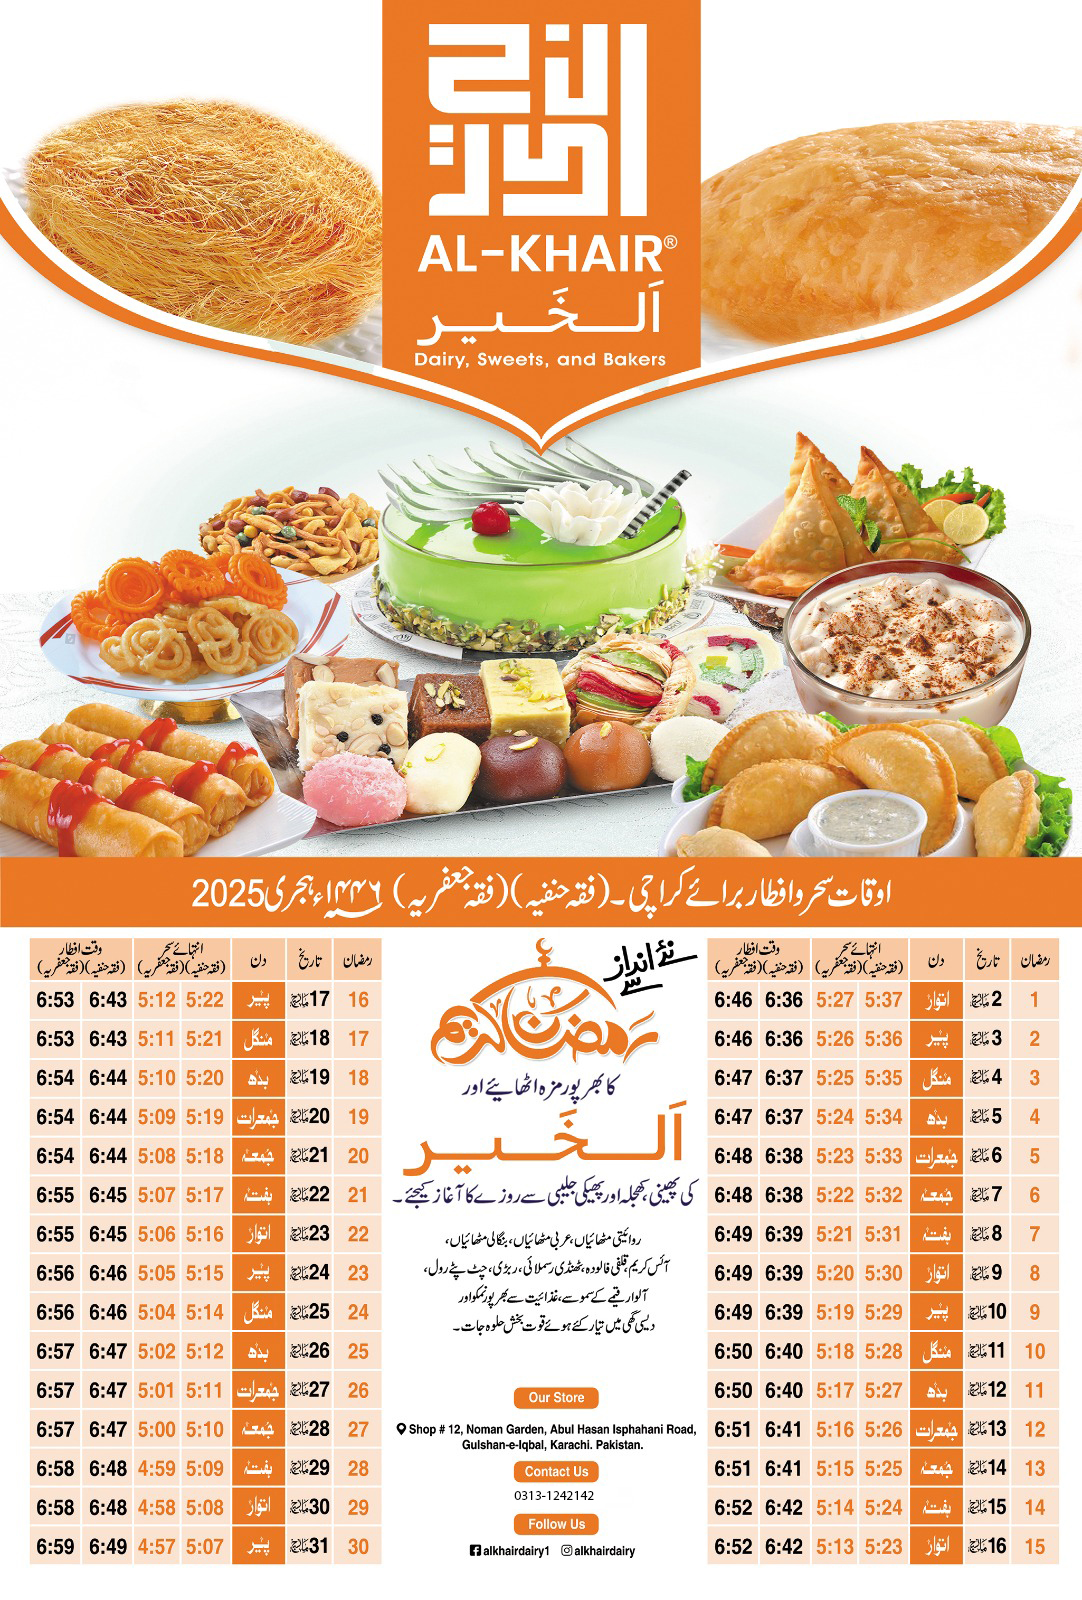 الخير
AL-KHAIR®
اَلخَیر
Dairy, Sweets, and Bakers
اوقات سحر و افطار برائے کراچی۔ (فقہ حنفیہ) (فقہ جعفریہ) ۱۴۴۶ء ہجری 2025
رمضان تاریخ دن انتہائے سحر وقت افطار
(فقہ حنفیہ) (فقہ جعفریہ) (فقہ حنفیہ) (فقہ جعفریہ)
1 2 مارچ اتوار 5:37 5:27 6:36 6:46
2 3 مارچ پیر 5:36 5:26 6:36 6:46
3 4 مارچ منگل 5:35 5:25 6:37 6:47
4 5 مارچ بدھ 5:34 5:24 6:37 6:47
5 6 مارچ جمعرات 5:33 5:23 6:38 6:48
6 7 مارچ جمعہ 5:32 5:22 6:38 6:48
7 8 مارچ ہفتہ 5:31 5:21 6:39 6:49
8 9 مارچ اتوار 5:30 5:20 6:39 6:49
9 10 مارچ پیر 5:29 5:19 6:39 6:49
10 11 مارچ منگل 5:28 5:18 6:40 6:50
11 12 مارچ بدھ 5:27 5:17 6:40 6:50
12 13 مارچ جمعرات 5:26 5:16 6:41 6:51
13 14 مارچ جمعہ 5:25 5:15 6:41 6:51
14 15 مارچ ہفتہ 5:24 5:14 6:42 6:52
15 16 مارچ اتوار 5:23 5:13 6:42 6:52
نئے انداز سے
رمضان کریم
کا بھرپور مزہ اٹھائیے اور
اَلخَیر
کی پھینی، کھجلہ اور پھیکی جلیبی سے روزے کا آغاز کیجئے۔
روائیتی مٹھائیاں، عربی مٹھائیاں، بنگالی مٹھائیاں،
آئس کریم، قلفی فالودہ، ٹھنڈی رسملائی، ربڑی، چٹ پٹے رول،
آلو اور قیمے کے سموسے، غذائیت سے بھرپور نمکو اور
دیسی گھی میں تیار کئے ہوئے قوت بخش حلوہ جات۔
Our Store
Shop # 12, Noman Garden, Abul Hasan Isphahani Road,
Gulshan-e-Iqbal, Karachi. Pakistan.
Contact Us
0313-1242142
Follow Us
alkhairdairy1 alkhairdairy
رمضان تاریخ دن انتہائے سحر وقت افطار
(فقہ حنفیہ) (فقہ جعفریہ) (فقہ حنفیہ) (فقہ جعفریہ)
16 17 مارچ پیر 5:22 5:12 6:43 6:53
17 18 مارچ منگل 5:21 5:11 6:43 6:53
18 19 مارچ بدھ 5:20 5:10 6:44 6:54
19 20 مارچ جمعرات 5:19 5:09 6:44 6:54
20 21 مارچ جمعہ 5:18 5:08 6:44 6:54
21 22 مارچ ہفتہ 5:17 5:07 6:45 6:55
22 23 مارچ اتوار 5:16 5:06 6:45 6:55
23 24 مارچ پیر 5:15 5:05 6:46 6:56
24 25 مارچ منگل 5:14 5:04 6:46 6:56
25 26 مارچ بدھ 5:12 5:02 6:47 6:57
26 27 مارچ جمعرات 5:11 5:01 6:47 6:57
27 28 مارچ جمعہ 5:10 5:00 6:47 6:57
28 29 مارچ ہفتہ 5:09 4:59 6:48 6:58
29 30 مارچ اتوار 5:08 4:58 6:48 6:58
30 31 مارچ پیر 5:07 4:57 6:49 6:59